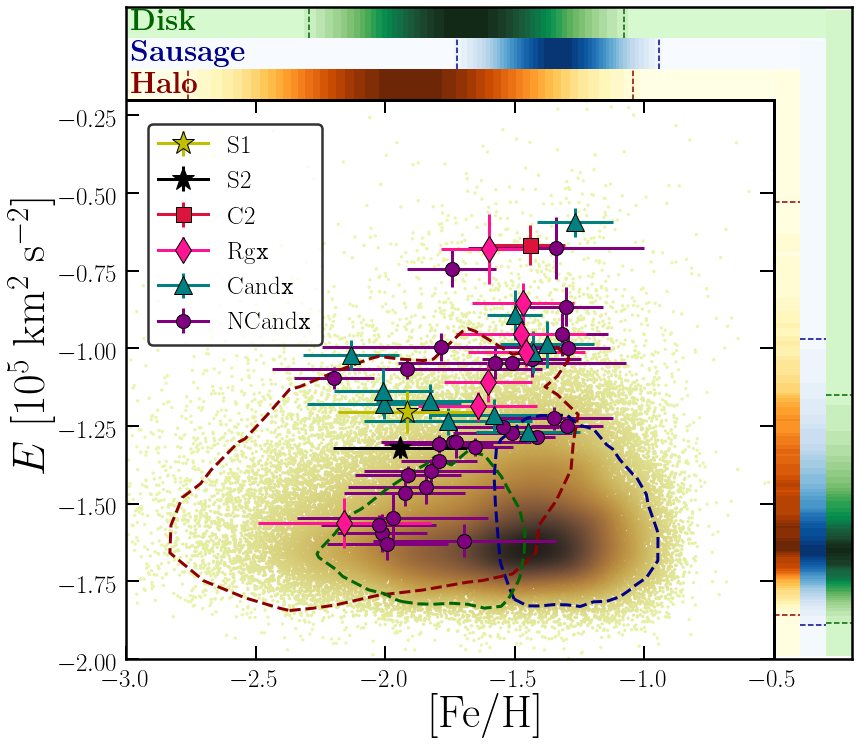 Disk
Sausage
Halo
−0.25
−0.50
−0.75
−1.00
−1.25
−1.50
−1.75
−2.00
E [10⁵ km² s⁻²]
S1
S2
C2
Rgx
Candx
NCandx
−3.0 −2.5 −2.0 −1.5 −1.0 −0.5
[Fe/H]